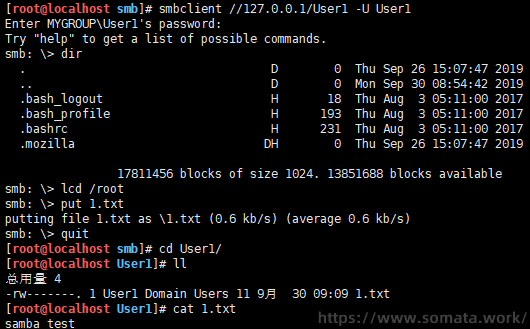 [root@localhost smb]# smbclient //127.0.0.1/User1 -U User1
Enter MYGROUP\User1's password:
Try "help" to get a list of possible commands.
smb: \> dir
  .                                   D        0  Thu Sep 26 15:07:47 2019
  ..                                  D        0  Mon Sep 30 08:54:42 2019
  .bash_logout                        H       18  Thu Aug  3 05:11:00 2017
  .bash_profile                       H      193  Thu Aug  3 05:11:00 2017
  .bashrc                             H      231  Thu Aug  3 05:11:00 2017
  .mozilla                           DH        0  Thu Sep 26 15:07:47 2019
                17811456 blocks of size 1024. 13851688 blocks available
smb: \> lcd /root
smb: \> put 1.txt
putting file 1.txt as \1.txt (0.6 kb/s) (average 0.6 kb/s)
smb: \> quit
[root@localhost smb]# cd User1/
[root@localhost User1]# ll
总用量 4
-rw-------. 1 User1 Domain Users 11 9月  30 09:09 1.txt
[root@localhost User1]# cat 1.txt
samba test
https://www.somata.work/